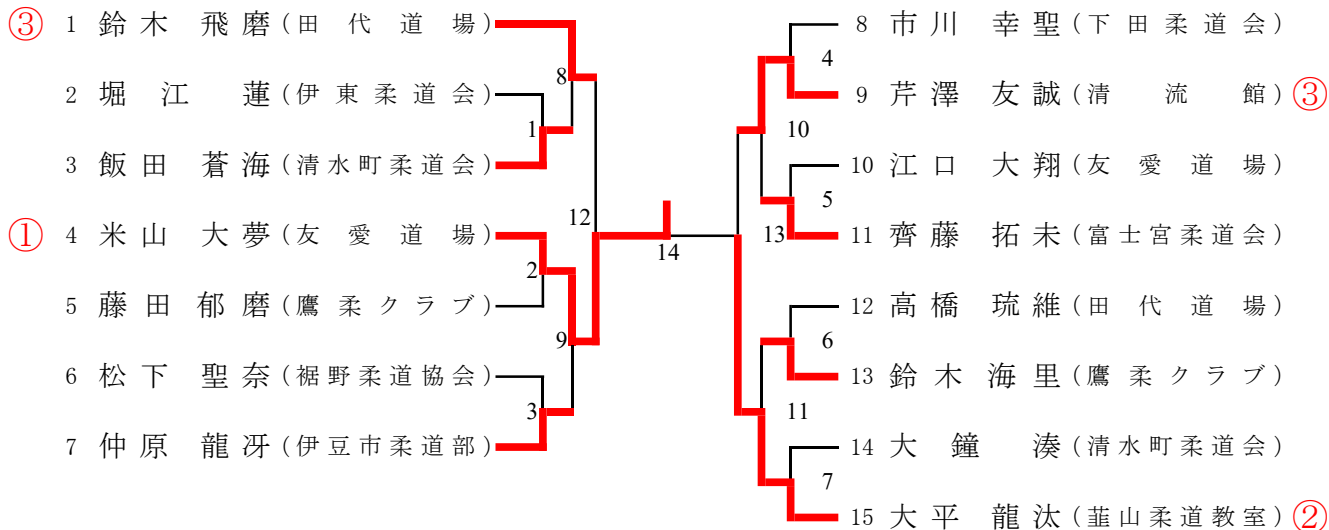 ③ 1 鈴木 飛磨 (田代道場)
2 堀江 蓮 (伊東柔道会)
3 飯田 蒼海 (清水町柔道会)
① 4 米山 大夢 (友愛道場)
5 藤田 郁磨 (鷹柔クラブ)
6 松下 聖奈 (裾野柔道協会)
7 仲原 龍冴 (伊豆市柔道部)
8
1
12
2
9
3
14
4
10
5
13
6
11
7
8 市川 幸聖 (下田柔道会)
9 芹澤 友誠 (清流館) ③
10 江口 大翔 (友愛道場)
11 齊藤 拓未 (富士宮柔道会)
12 高橋 琉維 (田代道場)
13 鈴木 海里 (鷹柔クラブ)
14 大鐘 湊 (清水町柔道会)
15 大平 龍汰 (韮山柔道教室) ②